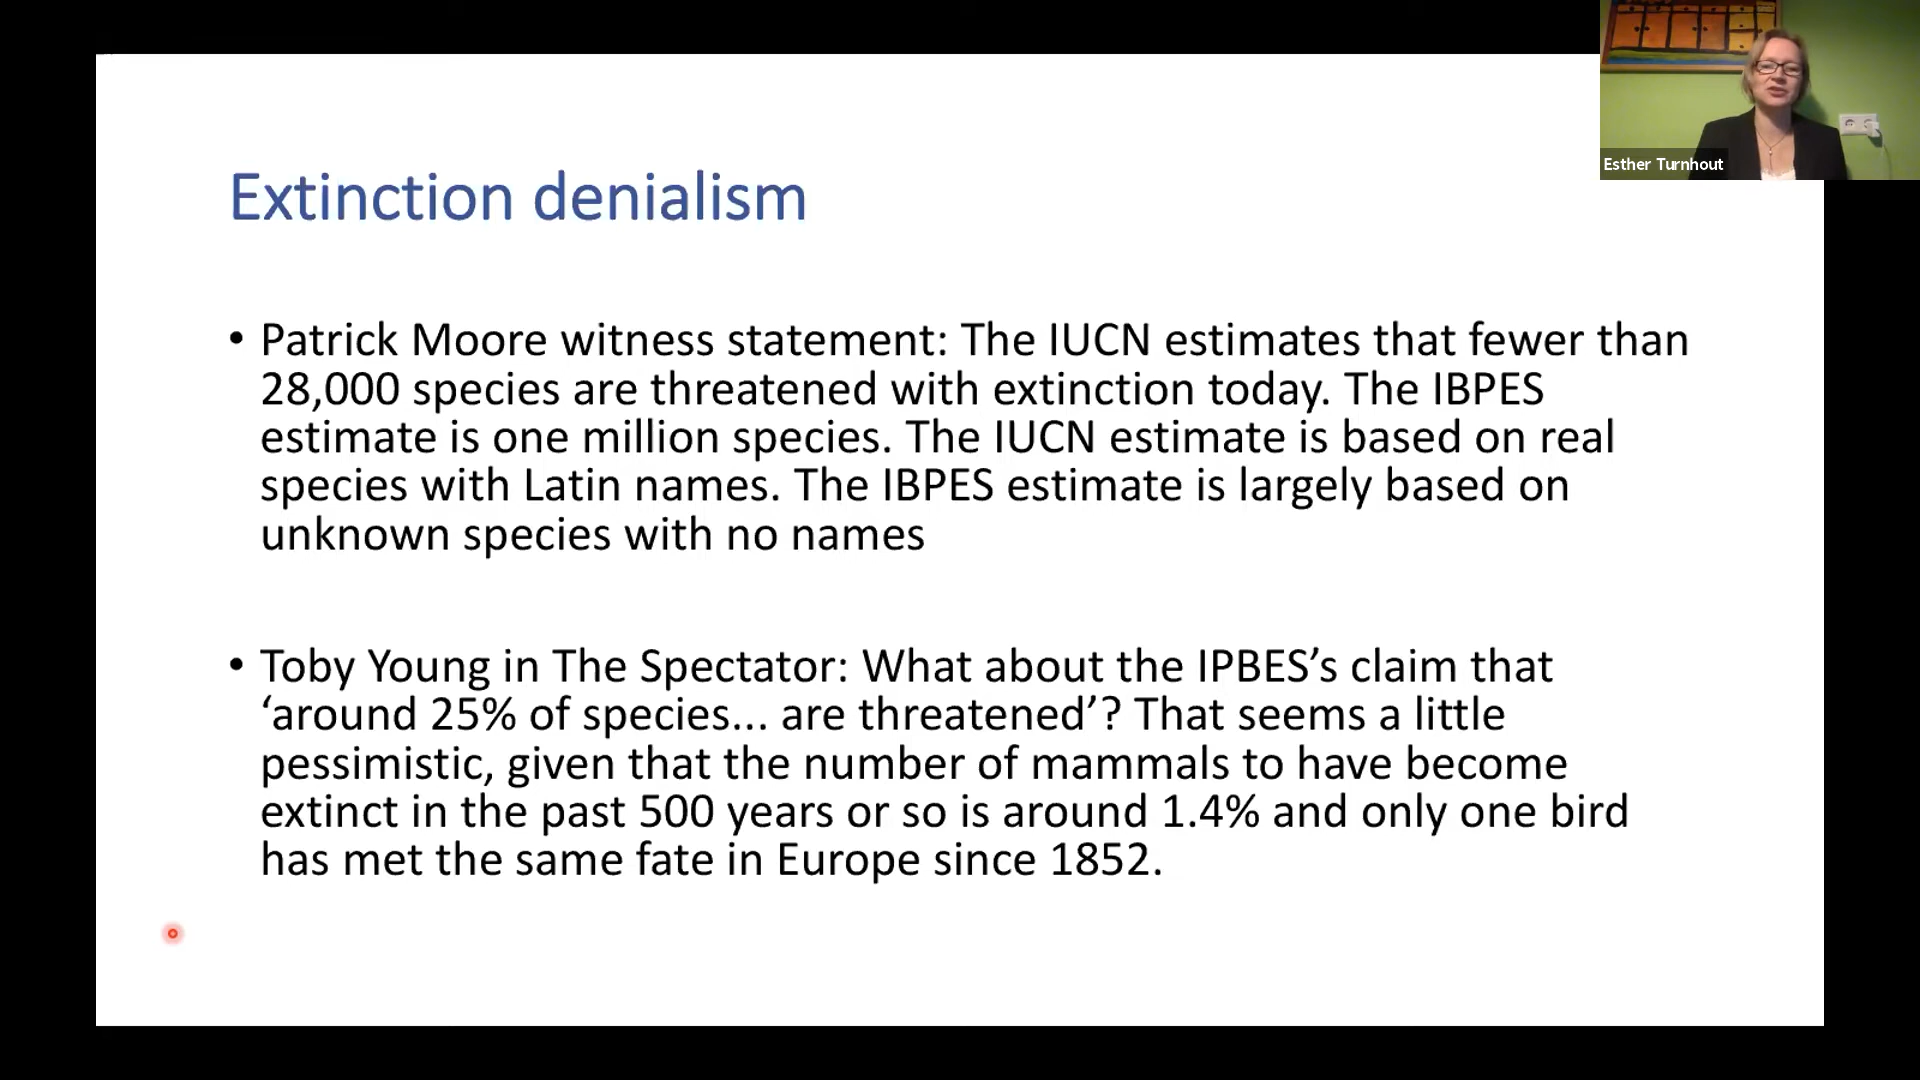 Extinction denialism
• Patrick Moore witness statement: The IUCN estimates that fewer than
28,000 species are threatened with extinction today. The IBPES
estimate is one million species. The IUCN estimate is based on real
species with Latin names. The IBPES estimate is largely based on
unknown species with no names
• Toby Young in The Spectator: What about the IPBES’s claim that
‘around 25% of species... are threatened’? That seems a little
pessimistic, given that the number of mammals to have become
extinct in the past 500 years or so is around 1.4% and only one bird
has met the same fate in Europe since 1852.
Esther Turnhout